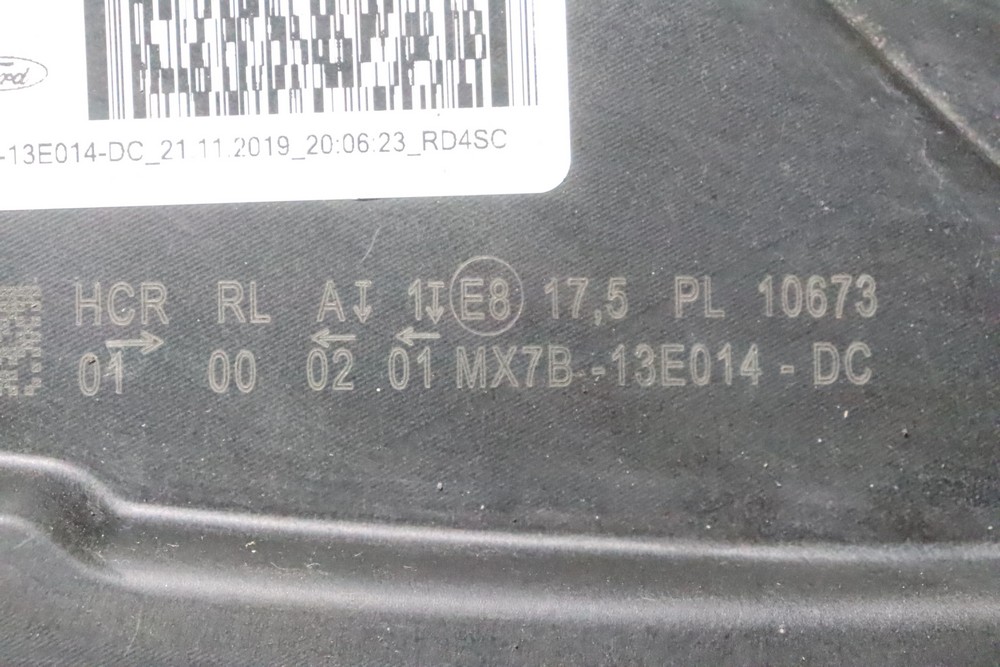 -13E014-DC_21.11.2019_20:06:23_RD4SC
HCR RL A 1 E8 17,5 PL 10673
01 00 02 01 MX7B-13E014-DC